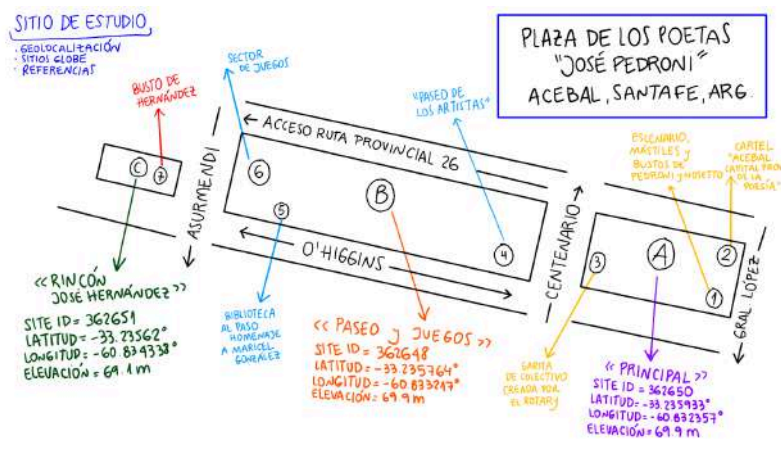 SITIO DE ESTUDIO
· GEOLOCALIZACIÓN
· SITIOS GLOBE
· REFERENCIAS
PLAZA DE LOS POETAS
"JOSÉ PEDRONI"
ACEBAL, SANTAFE, ARG.
BUSTO DE
HERNÁNDEZ
SECTOR
DE JUEGOS
"PASEO DE
LOS ARTISTAS"
ESCENARIO,
MÁSTILES y
BUSTOS DE
PEDRONI y
CARTEL
"ACEBAL
CAPITAL
DE LA
POESÍA"
ACCESO RUTA PROVINCIAL 26
C
7
ASURMENDI
6
5
B
4
O'HIGGINS
CENTENARIO
3
A
2
1
GRAL LÓPEZ
<< RINCÓN
JOSÉ HERNÁNDEZ >>
SITE ID = 362651
LATITUD = -33.23562°
LONGITUD = -60.834338°
ELEVACIÓN = 69.1 m
BIBLIOTECA
AL PASO
HOMENAJE
A MARICEL
GONZÁLEZ
<< PASEO y JUEGOS >>
SITE ID = 362648
LATITUD = -33.235764°
LONGITUD = -60.833217°
ELEVACIÓN = 69.9 m
GARITA
DE COLECTIVO
CREADA POR
EL ROTARY
<< PRINCIPAL >>
SITE ID = 362650
LATITUD = -33.235933°
LONGITUD = -60.832357°
ELEVACIÓN = 69.9 m